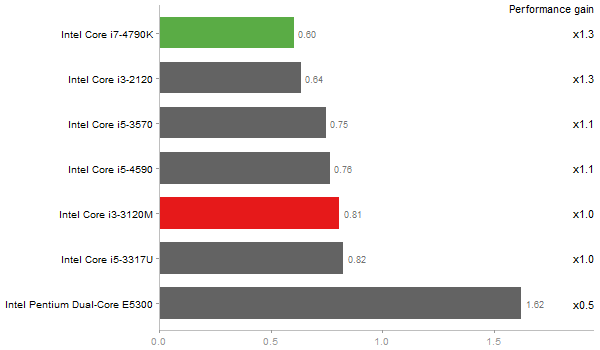 Performance gain
Intel Core i7-4790K 0.60 x1.3
Intel Core i3-2120 0.64 x1.3
Intel Core i5-3570 0.75 x1.1
Intel Core i5-4590 0.76 x1.1
Intel Core i3-3120M 0.81 x1.0
Intel Core i5-3317U 0.82 x1.0
Intel Pentium Dual-Core E5300 1.62 x0.5
0.0 0.5 1.0 1.5